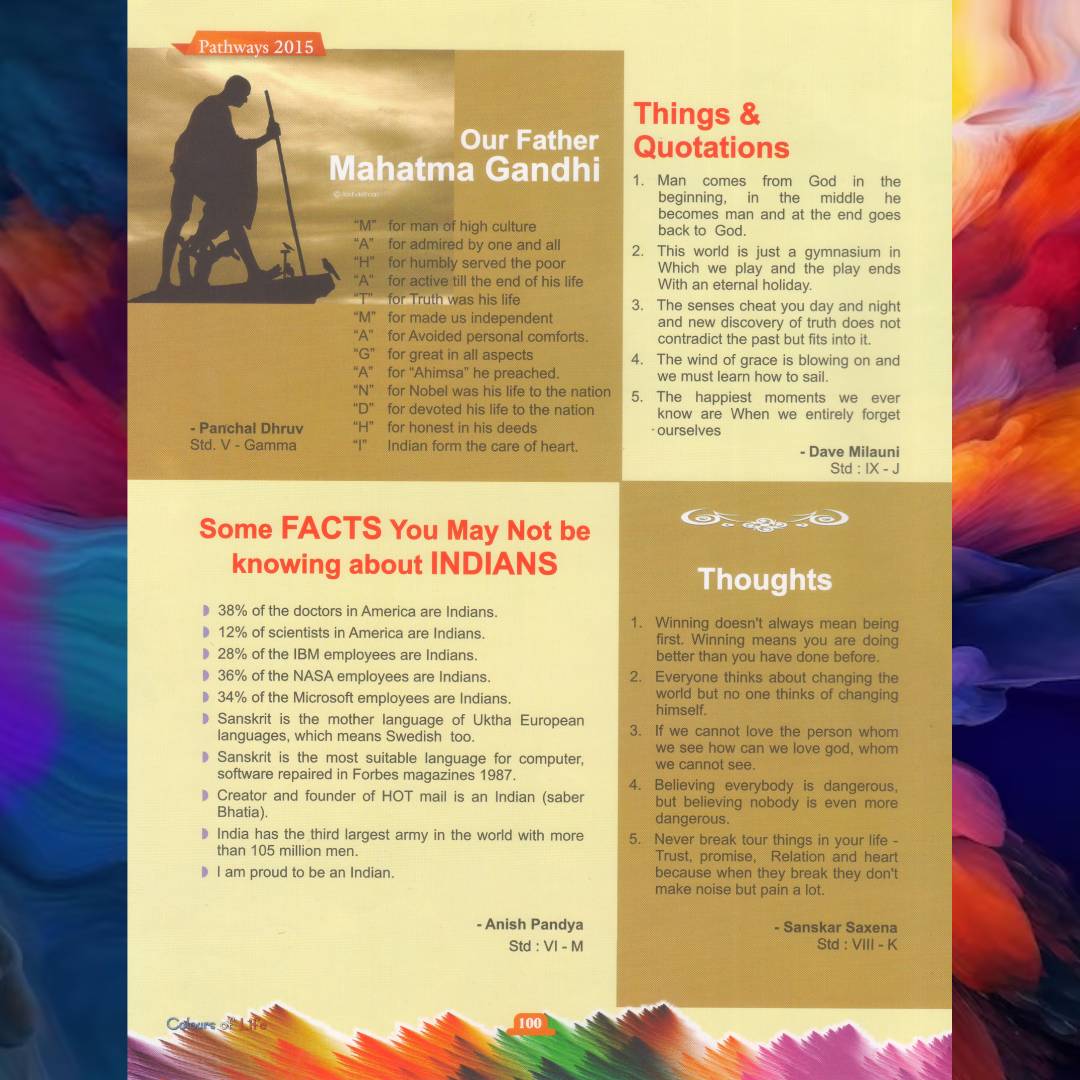 Pathways 2015
Our Father
Mahatma Gandhi
“M” for man of high culture
“A” for admired by one and all
“H” for humbly served the poor
“A” for active till the end of his life
“T” for Truth was his life
“M” for made us independent
“A” for Avoided personal comforts.
“G” for great in all aspects
“A” for “Ahimsa” he preached.
“N” for Nobel was his life to the nation
“D” for devoted his life to the nation
“H” for honest in his deeds
“I” Indian form the care of heart.
- Panchal Dhruv
Std. V - Gamma
Things &
Quotations
1. Man comes from God in the
beginning, in the middle he
becomes man and at the end goes
back to God.
2. This world is just a gymnasium in
Which we play and the play ends
With an eternal holiday.
3. The senses cheat you day and night
and new discovery of truth does not
contradict the past but fits into it.
4. The wind of grace is blowing on and
we must learn how to sail.
5. The happiest moments we ever
know are When we entirely forget
ourselves
- Dave Milauni
Std : IX - J
Some FACTS You May Not be
knowing about INDIANS
38% of the doctors in America are Indians.
12% of scientists in America are Indians.
28% of the IBM employees are Indians.
36% of the NASA employees are Indians.
34% of the Microsoft employees are Indians.
Sanskrit is the mother language of Uktha European
languages, which means Swedish too.
Sanskrit is the most suitable language for computer,
software repaired in Forbes magazines 1987.
Creator and founder of HOT mail is an Indian (saber
Bhatia).
India has the third largest army in the world with more
than 105 million men.
I am proud to be an Indian.
- Anish Pandya
Std : VI - M
Thoughts
1. Winning doesn't always mean being
first. Winning means you are doing
better than you have done before.
2. Everyone thinks about changing the
world but no one thinks of changing
himself.
3. If we cannot love the person whom
we see how can we love god, whom
we cannot see.
4. Believing everybody is dangerous,
but believing nobody is even more
dangerous.
5. Never break tour things in your life -
Trust, promise, Relation and heart
because when they break they don't
make noise but pain a lot.
- Sanskar Saxena
Std : VIII - K
Colours of Life
100